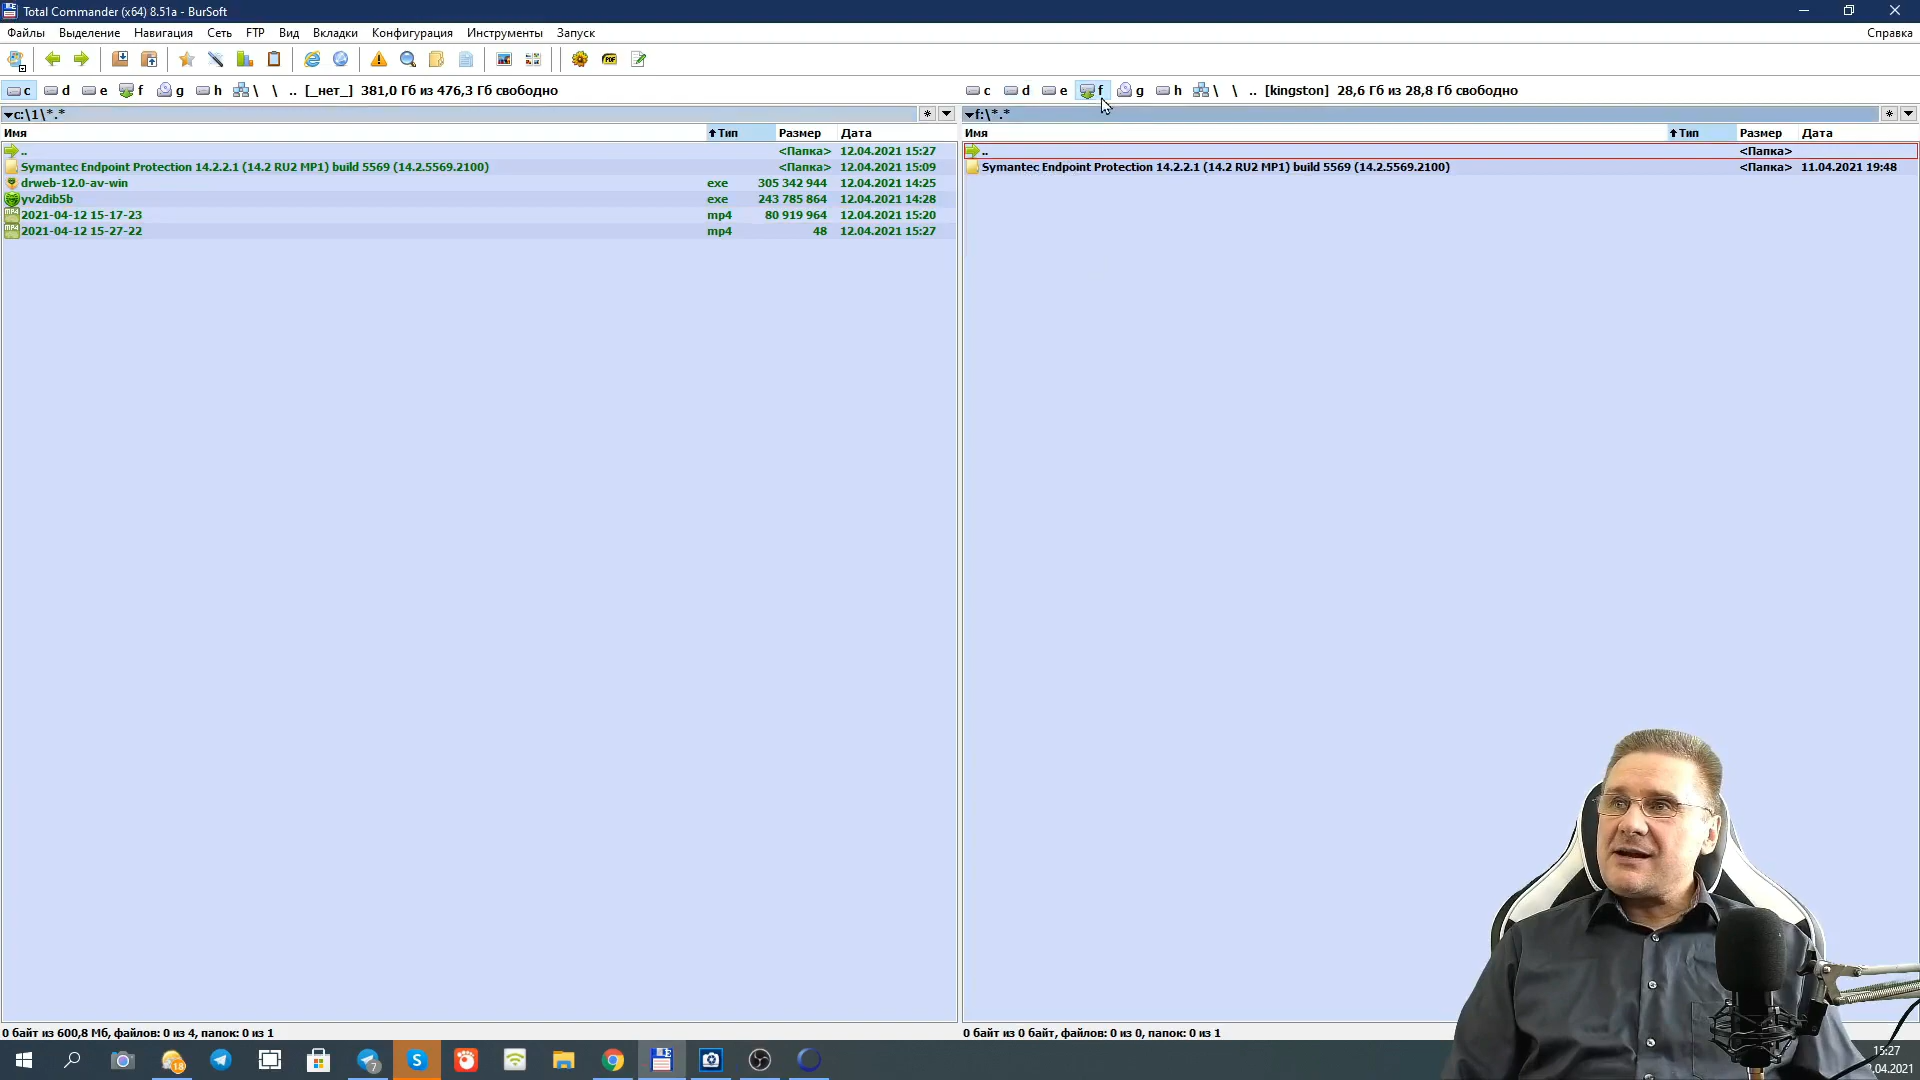 Total Commander (x64) 8.51a - BurSoft
Файлы Выделение Навигация Сеть FTP Вид Вкладки Конфигурация Инструменты Запуск Справка
c d e f g h \ \ .. [_нет_] 381,0 Гб из 476,3 Гб свободно
c:\1\*.* * 
Имя Тип Размер Дата
.. <Папка> 12.04.2021 15:27
Symantec Endpoint Protection 14.2.2.1 (14.2 RU2 MP1) build 5569 (14.2.5569.2100) <Папка> 12.04.2021 15:09
drweb-12.0-av-win exe 305 342 944 12.04.2021 14:25
yv2dib5b exe 243 785 864 12.04.2021 14:28
2021-04-12 15-17-23 mp4 80 919 964 12.04.2021 15:20
2021-04-12 15-27-22 mp4 48 12.04.2021 15:27
0 байт из 600,8 Мб, файлов: 0 из 4, папок: 0 из 1
c d e f g h \ \ .. [kingston] 28,6 Гб из 28,8 Гб свободно
f:\*.* *
Имя Тип Размер Дата
.. <Папка>
Symantec Endpoint Protection 14.2.2.1 (14.2 RU2 MP1) build 5569 (14.2.5569.2100) <Папка> 11.04.2021 19:48
0 байт из 0 байт, файлов: 0 из 0, папок: 0 из 1
18
7
S
15:27
.04.2021